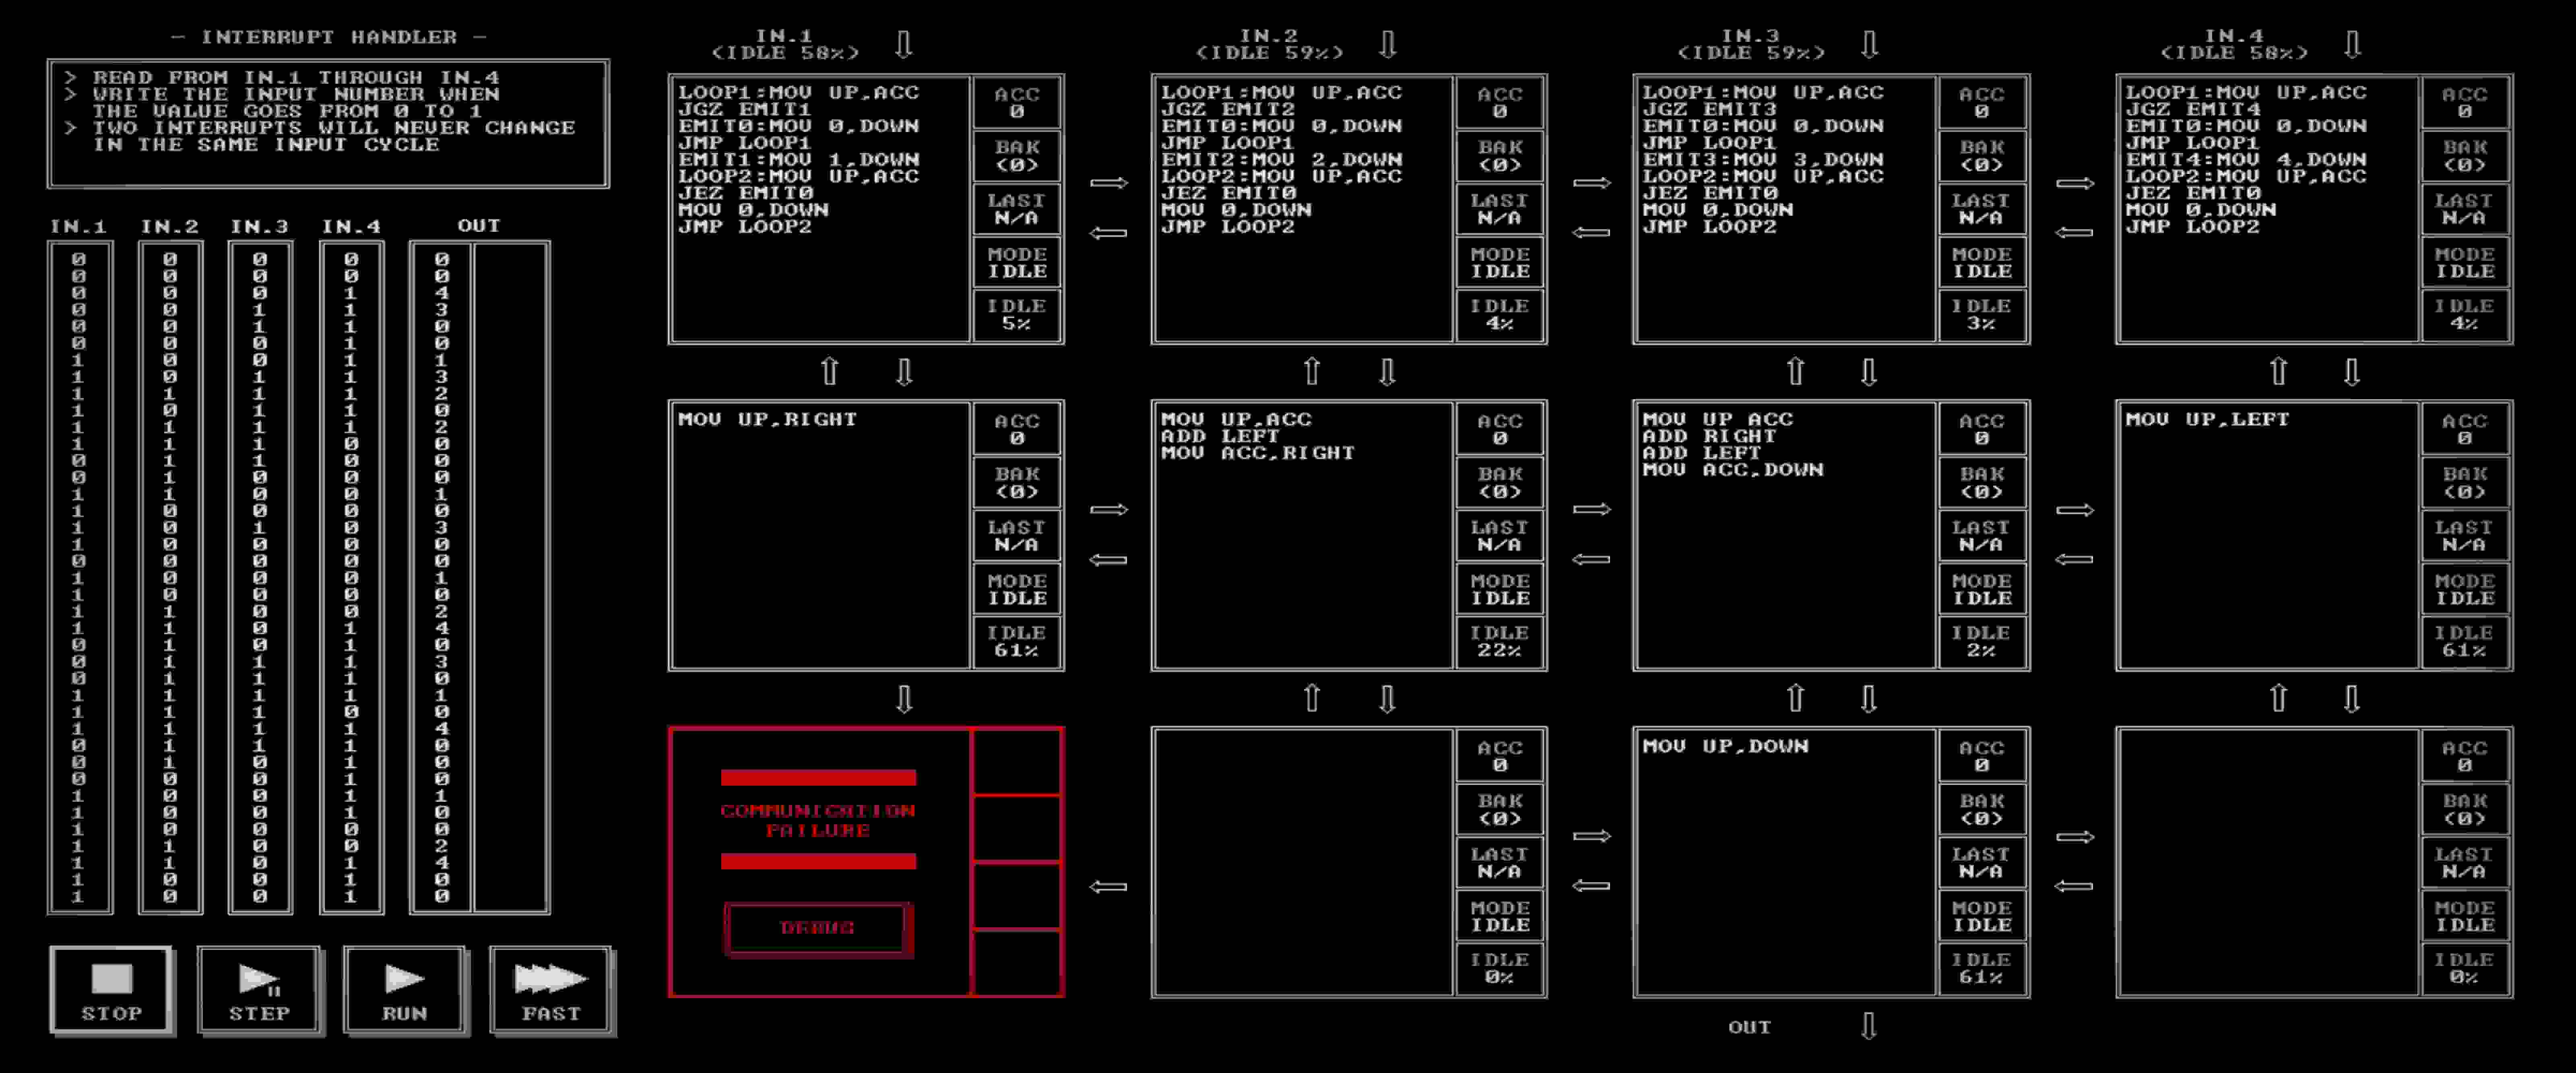 - INTERRUPT HANDLER -
> READ FROM IN.1 THROUGH IN.4
> WRITE THE INPUT NUMBER WHEN
THE VALUE GOES FROM 0 TO 1
> TWO INTERRUPTS WILL NEVER CHANGE
IN THE SAME INPUT CYCLE
IN.1 IN.2 IN.3 IN.4 OUT
0 0 0 0 0
0 0 0 0 0
0 0 0 1 4
0 0 1 1 3
0 0 1 1 0
0 0 1 1 0
1 0 0 1 1
1 0 1 1 3
1 1 1 1 2
1 0 1 1 0
1 1 1 1 2
1 1 1 0 0
0 1 1 0 0
0 1 0 0 0
1 1 0 0 1
1 0 0 0 0
1 0 1 0 3
1 0 0 0 0
0 0 0 0 0
1 0 0 0 1
1 0 0 0 0
1 1 0 0 2
1 1 0 1 4
0 1 0 1 0
0 1 1 1 3
0 1 1 1 0
1 1 1 1 1
1 1 1 0 0
1 1 1 1 4
0 1 1 1 0
0 1 0 1 0
0 0 0 1 0
1 0 0 1 1
1 0 0 1 0
1 0 0 0 0
1 1 0 0 2
1 1 0 1 4
1 0 0 1 0
1 0 0 1 0
STOP
STEP
RUN
FAST
IN.1
(IDLE 58%)
LOOP1:MOV UP,ACC
JGZ EMIT1
EMIT0:MOV 0,DOWN
JMP LOOP1
EMIT1:MOV 1,DOWN
LOOP2:MOV UP,ACC
JEZ EMIT0
MOV 0,DOWN
JMP LOOP2
ACC
0
BAK
(0)
LAST
N/A
MODE
IDLE
IDLE
5%
IN.2
(IDLE 59%)
LOOP1:MOV UP,ACC
JGZ EMIT2
EMIT0:MOV 0,DOWN
JMP LOOP1
EMIT2:MOV 2,DOWN
LOOP2:MOV UP,ACC
JEZ EMIT0
MOV 0,DOWN
JMP LOOP2
ACC
0
BAK
(0)
LAST
N/A
MODE
IDLE
IDLE
4%
IN.3
(IDLE 59%)
LOOP1:MOV UP,ACC
JGZ EMIT3
EMIT0:MOV 0,DOWN
JMP LOOP1
EMIT3:MOV 3,DOWN
LOOP2:MOV UP,ACC
JEZ EMIT0
MOV 0,DOWN
JMP LOOP2
ACC
0
BAK
(0)
LAST
N/A
MODE
IDLE
IDLE
3%
IN.4
(IDLE 58%)
LOOP1:MOV UP,ACC
JGZ EMIT4
EMIT0:MOV 0,DOWN
JMP LOOP1
EMIT4:MOV 4,DOWN
LOOP2:MOV UP,ACC
JEZ EMIT0
MOV 0,DOWN
JMP LOOP2
ACC
0
BAK
(0)
LAST
N/A
MODE
IDLE
IDLE
4%
MOV UP,RIGHT
ACC
0
BAK
(0)
LAST
N/A
MODE
IDLE
IDLE
61%
MOV UP,ACC
ADD LEFT
MOV ACC,RIGHT
ACC
0
BAK
(0)
LAST
N/A
MODE
IDLE
IDLE
22%
MOV UP ACC
ADD RIGHT
ADD LEFT
MOV ACC,DOWN
ACC
0
BAK
(0)
LAST
N/A
MODE
IDLE
IDLE
2%
MOV UP,LEFT
ACC
0
BAK
(0)
LAST
N/A
MODE
IDLE
IDLE
61%
COMMUNICATION
FAILURE
DEBUG
ACC
0
BAK
(0)
LAST
N/A
MODE
IDLE
IDLE
0%
MOV UP,DOWN
ACC
0
BAK
(0)
LAST
N/A
MODE
IDLE
IDLE
61%
ACC
0
BAK
(0)
LAST
N/A
MODE
IDLE
IDLE
0%
OUT